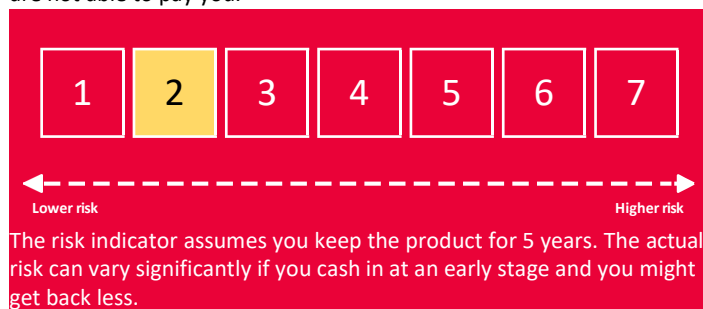 are not able to pay you.
1 2 3 4 5 6 7
Lower risk Higher risk
The risk indicator assumes you keep the product for 5 years. The actual
risk can vary significantly if you cash in at an early stage and you might
get back less.